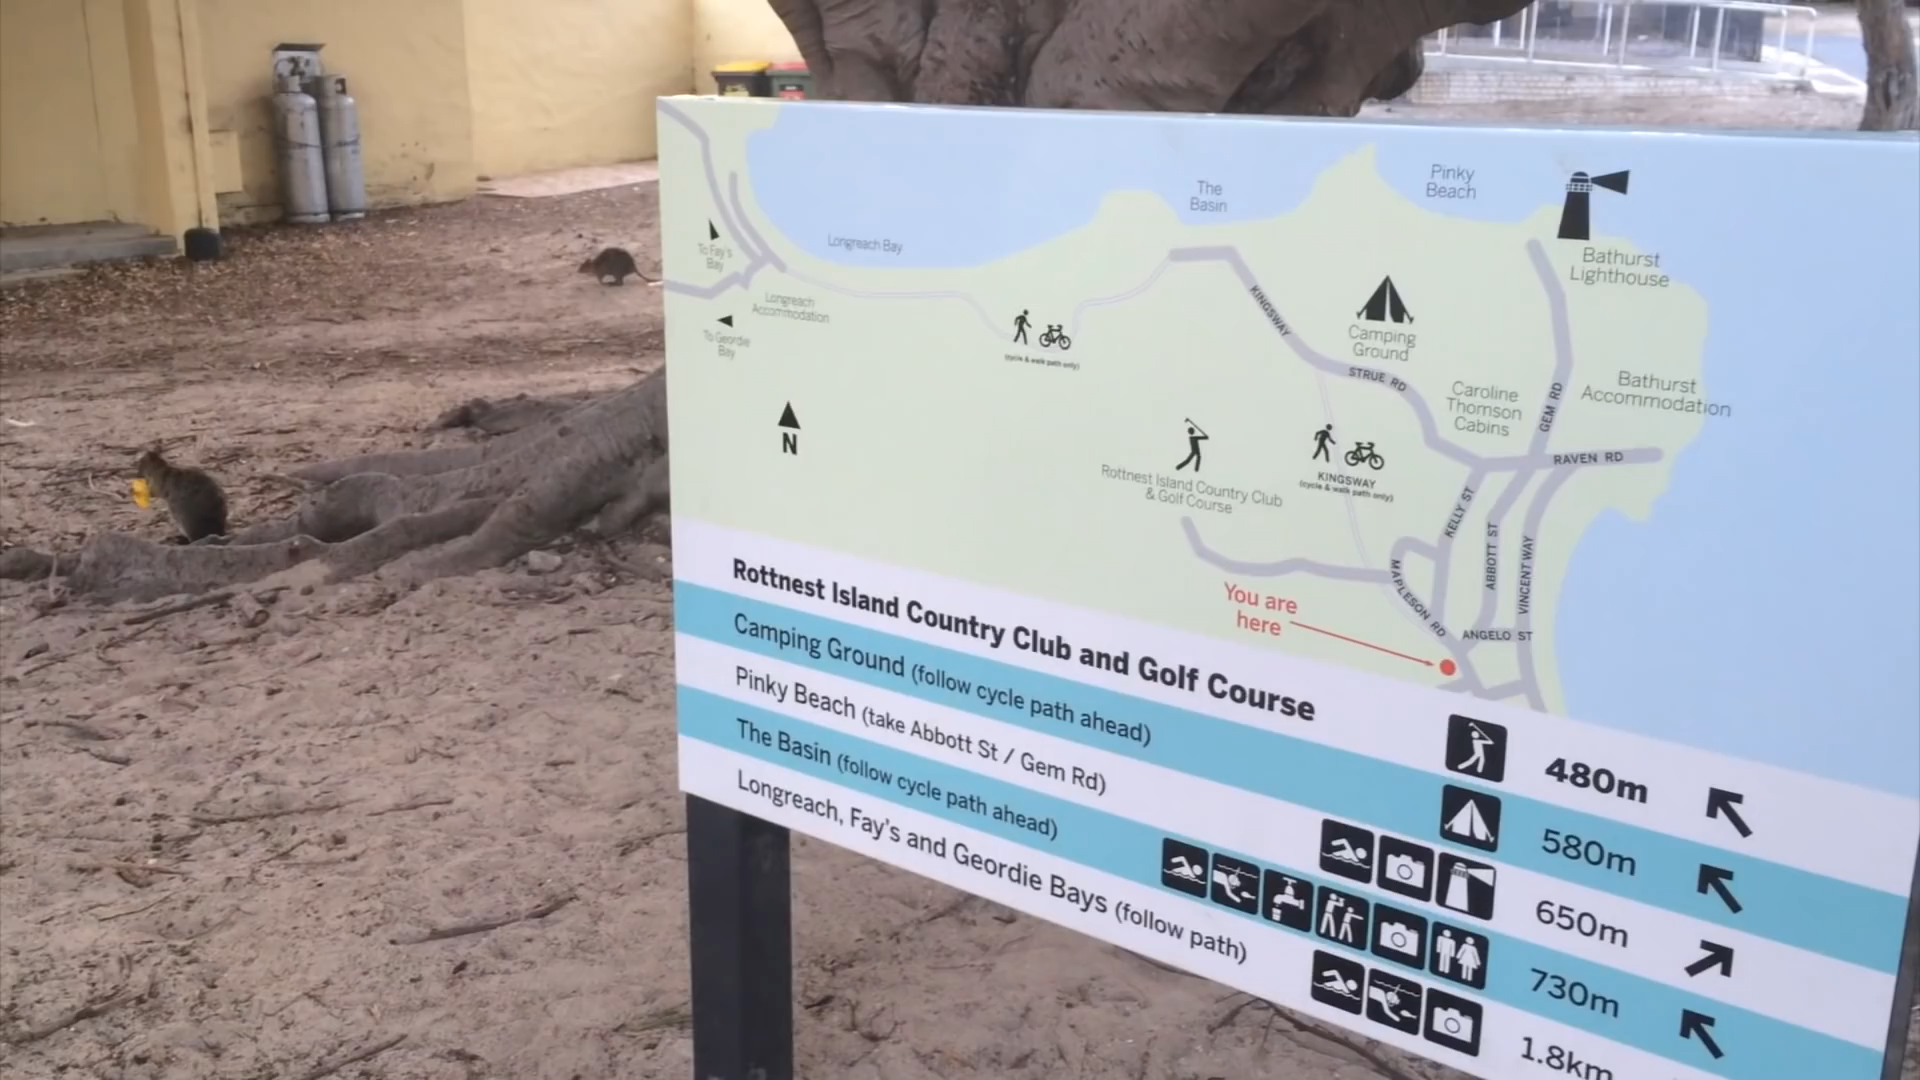 The
Basin
Pinky
Beach
Longreach Bay
To Fay's
Bay
Bathurst
Lighthouse
Longreach
Accommodation
To Geordie
Bay
(cycle & walk path only)
KINGSWAY
Camping
Ground
STRUE RD
Caroline
Thomson
Cabins
GEM RD
Bathurst
Accommodation
N
RAVEN RD
Rottnest Island Country Club
& Golf Course
KINGSWAY
(cycle & walk path only)
KELLY ST
ABBOTT ST
VINCENT WAY
MAPLESON RD
ANGELO ST
You are
here
Rottnest Island Country Club and Golf Course 480m
Camping Ground (follow cycle path ahead) 580m
Pinky Beach (take Abbott St / Gem Rd) 650m
The Basin (follow cycle path ahead) 730m
Longreach, Fay's and Geordie Bays (follow path) 1.8km